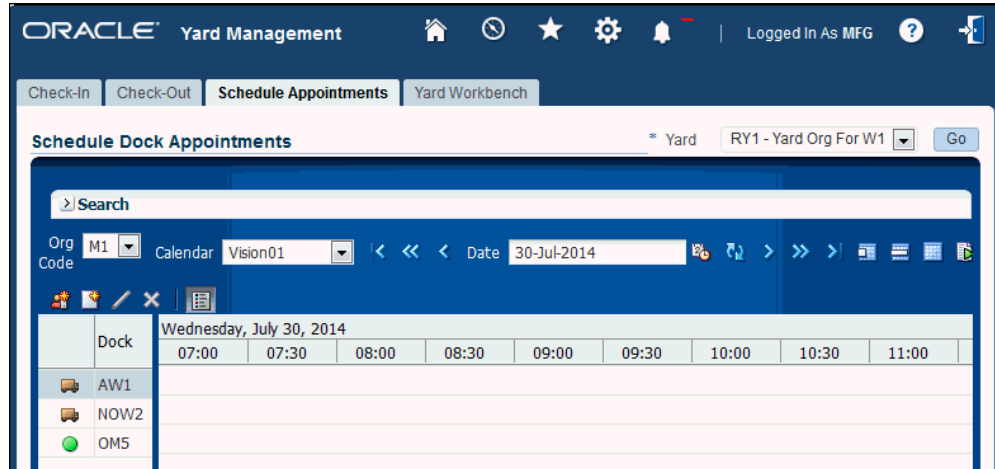 ORACLE Yard Management | Logged In As MFG ?
Check-In Check-Out Schedule Appointments Yard Workbench
Schedule Dock Appointments * Yard RY1 - Yard Org For W1 Go
Search
Org Code M1 Calendar Vision01 Date 30-Jul-2014
Dock Wednesday, July 30, 2014
07:00 07:30 08:00 08:30 09:00 09:30 10:00 10:30 11:00
AW1
NOW2
OM5